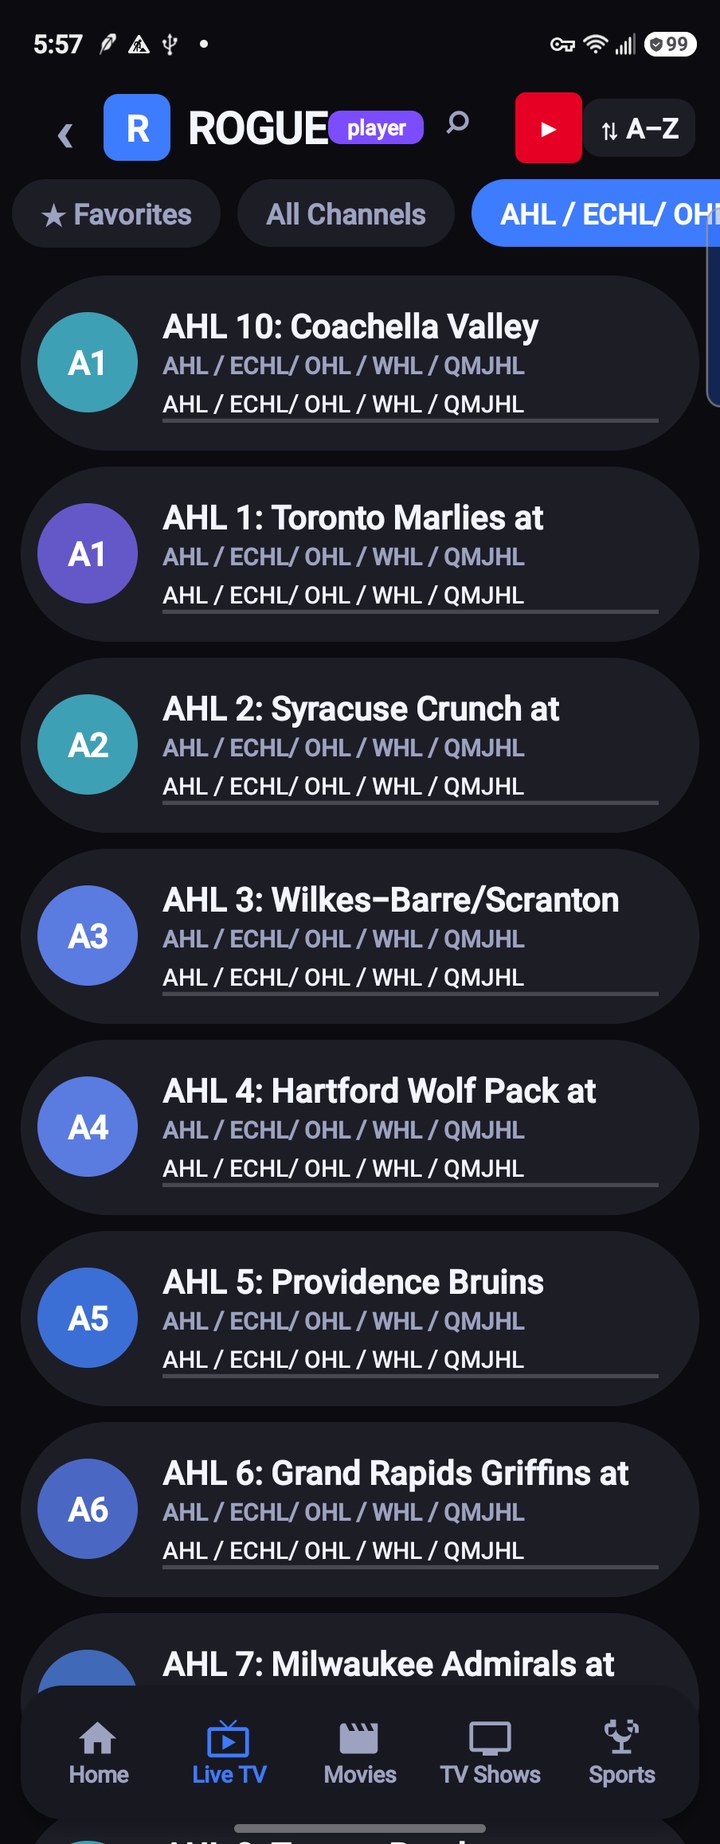 5:57
99
R ROGUE player A–Z
★ Favorites All Channels AHL / ECHL/ OH
A1 AHL 10: Coachella Valley
AHL / ECHL/ OHL / WHL / QMJHL
AHL / ECHL/ OHL / WHL / QMJHL
A1 AHL 1: Toronto Marlies at
AHL / ECHL/ OHL / WHL / QMJHL
AHL / ECHL/ OHL / WHL / QMJHL
A2 AHL 2: Syracuse Crunch at
AHL / ECHL/ OHL / WHL / QMJHL
AHL / ECHL/ OHL / WHL / QMJHL
A3 AHL 3: Wilkes–Barre/Scranton
AHL / ECHL/ OHL / WHL / QMJHL
AHL / ECHL/ OHL / WHL / QMJHL
A4 AHL 4: Hartford Wolf Pack at
AHL / ECHL/ OHL / WHL / QMJHL
AHL / ECHL/ OHL / WHL / QMJHL
A5 AHL 5: Providence Bruins
AHL / ECHL/ OHL / WHL / QMJHL
AHL / ECHL/ OHL / WHL / QMJHL
A6 AHL 6: Grand Rapids Griffins at
AHL / ECHL/ OHL / WHL / QMJHL
AHL / ECHL/ OHL / WHL / QMJHL
AHL 7: Milwaukee Admirals at
Home Live TV Movies TV Shows Sports